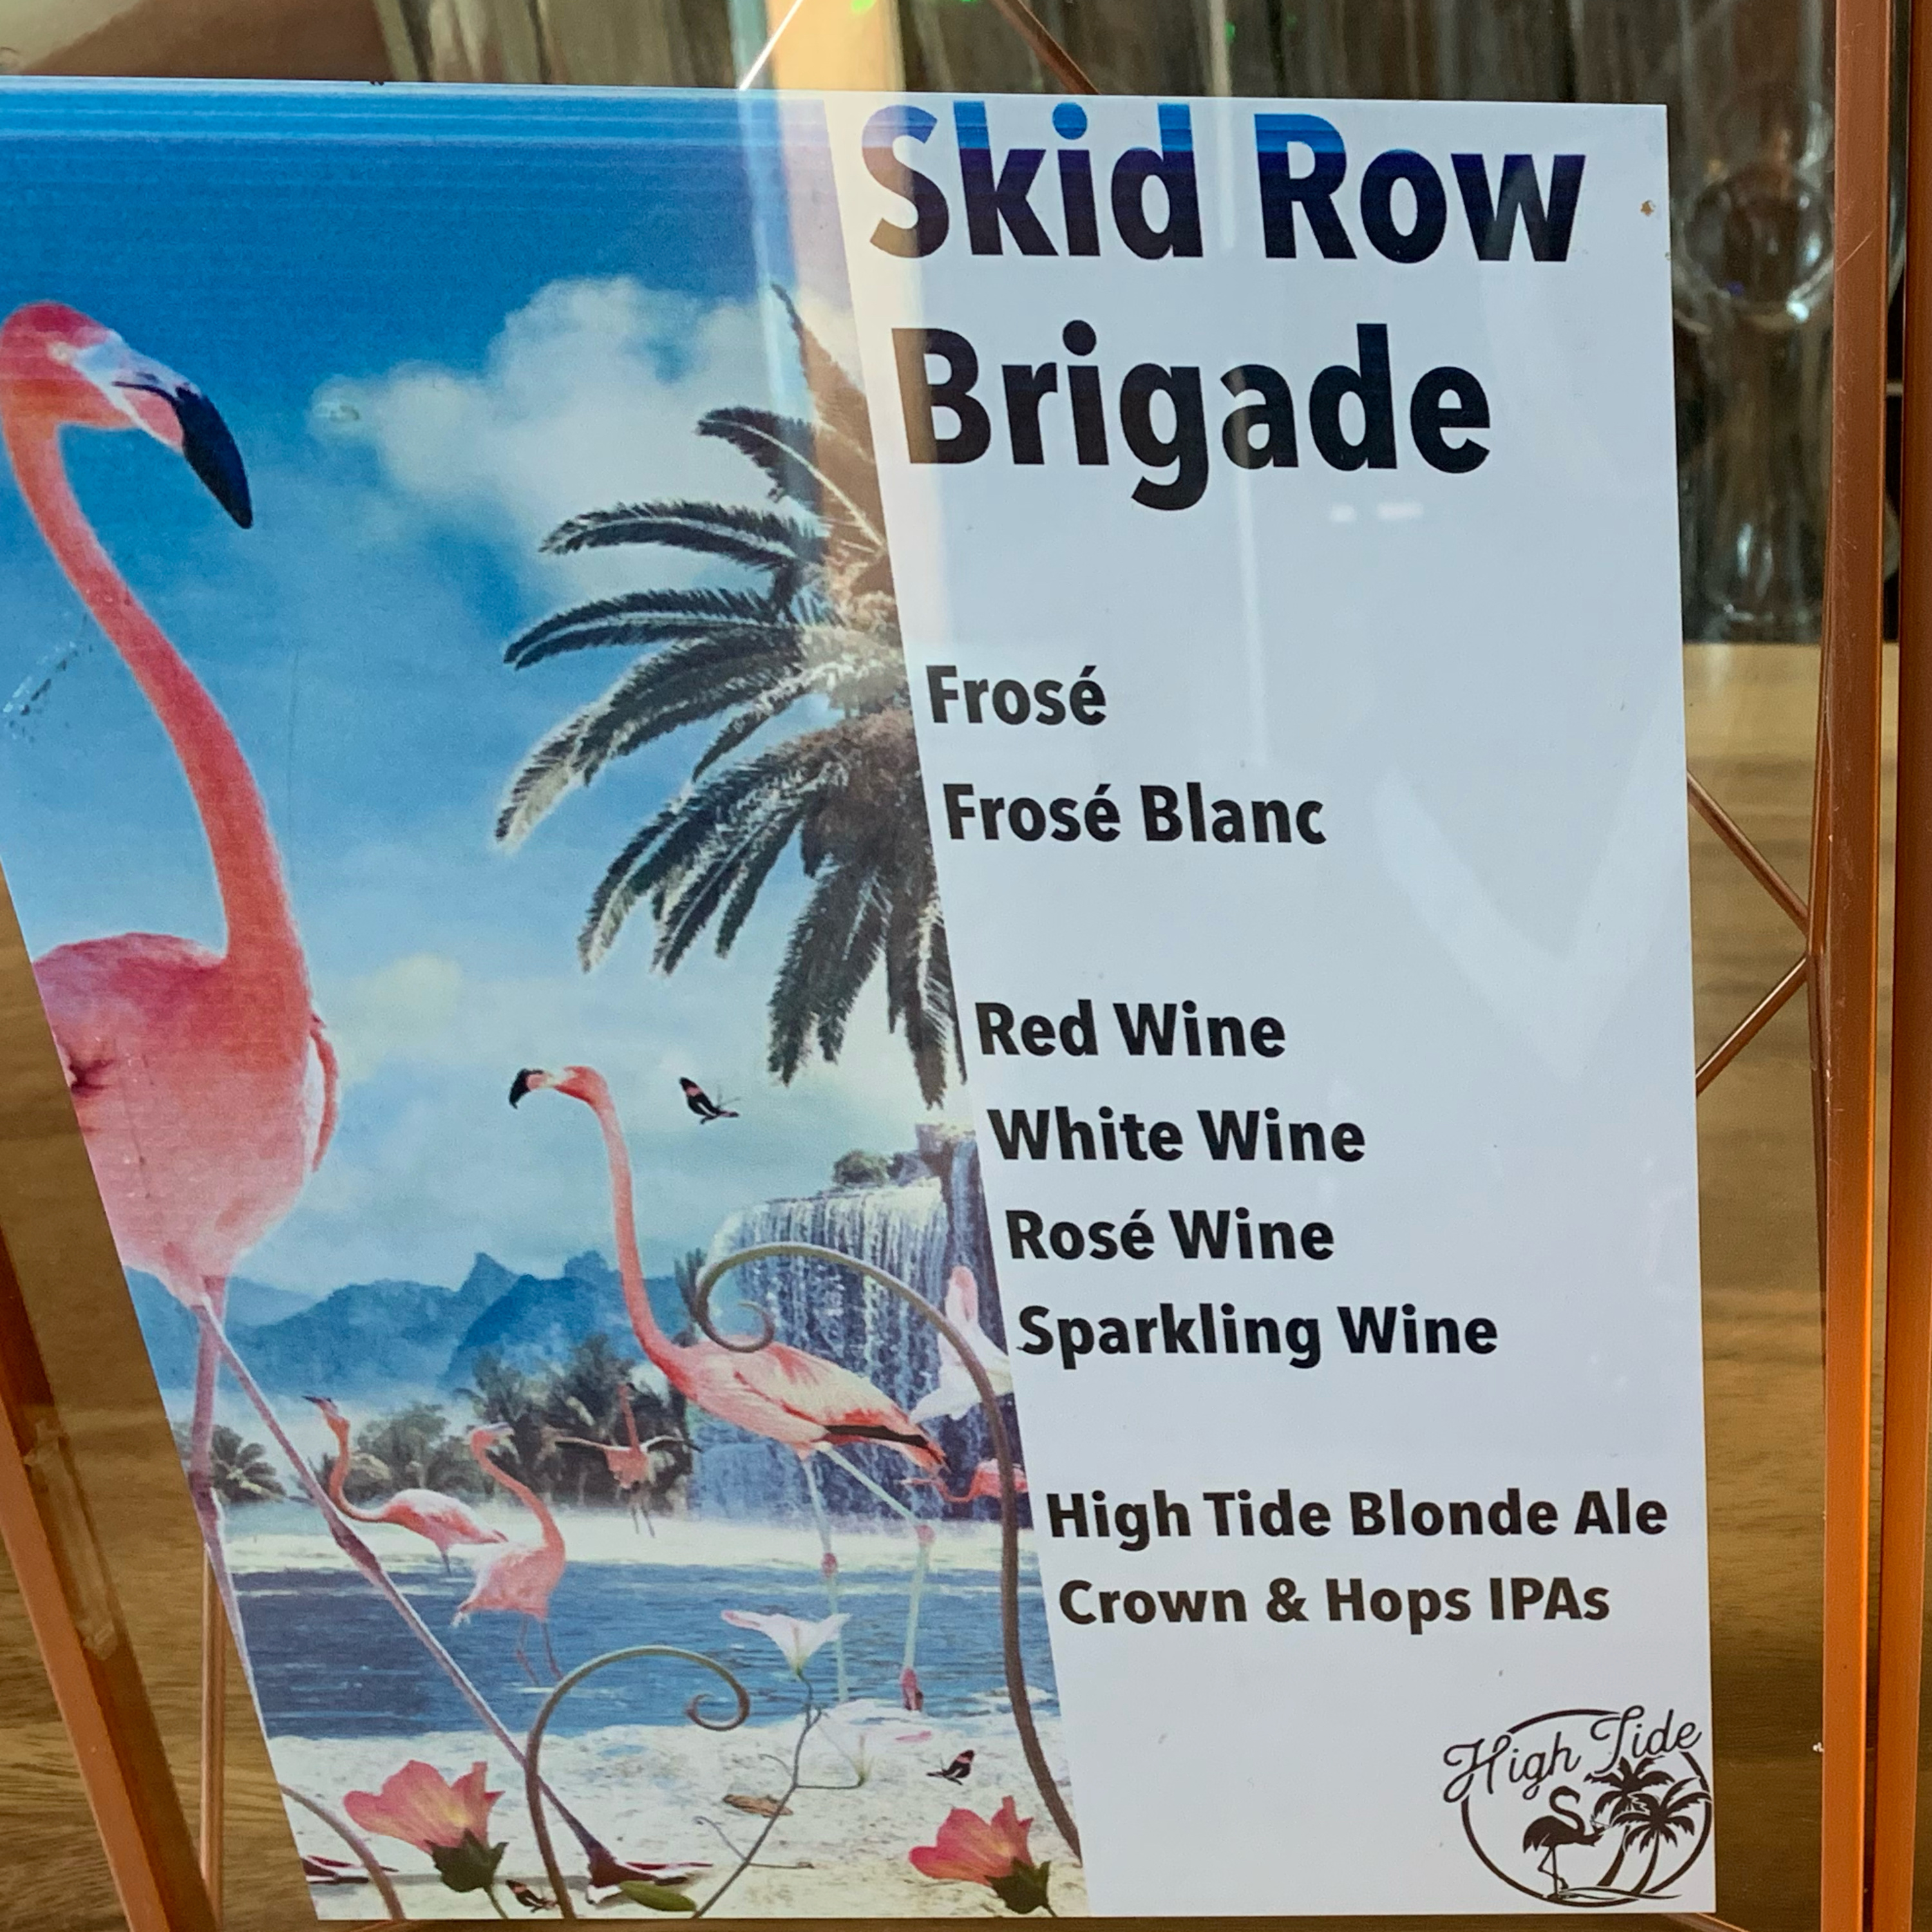 Skid Row
Brigade
Frosé
Frosé Blanc
Red Wine
White Wine
Rosé Wine
Sparkling Wine
High Tide Blonde Ale
Crown & Hops IPAs
High Tide